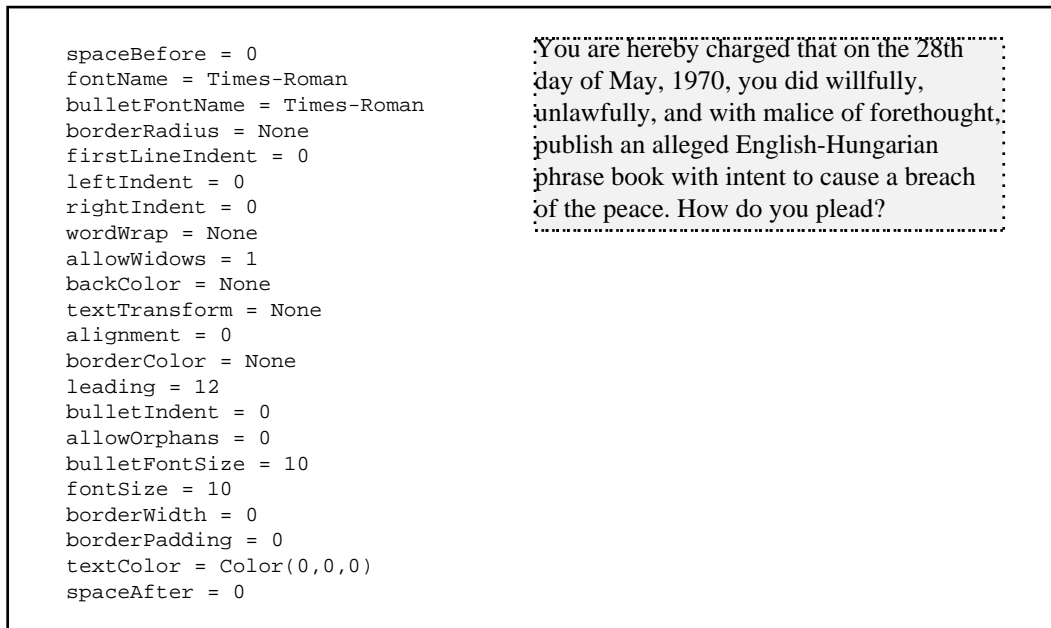 spaceBefore = 0
fontName = Times-Roman
bulletFontName = Times-Roman
borderRadius = None
firstLineIndent = 0
leftIndent = 0
rightIndent = 0
wordWrap = None
allowWidows = 1
backColor = None
textTransform = None
alignment = 0
borderColor = None
leading = 12
bulletIndent = 0
allowOrphans = 0
bulletFontSize = 10
fontSize = 10
borderWidth = 0
borderPadding = 0
textColor = Color(0,0,0)
spaceAfter = 0
You are hereby charged that on the 28th
day of May, 1970, you did willfully,
unlawfully, and with malice of forethought,
publish an alleged English-Hungarian
phrase book with intent to cause a breach
of the peace. How do you plead?